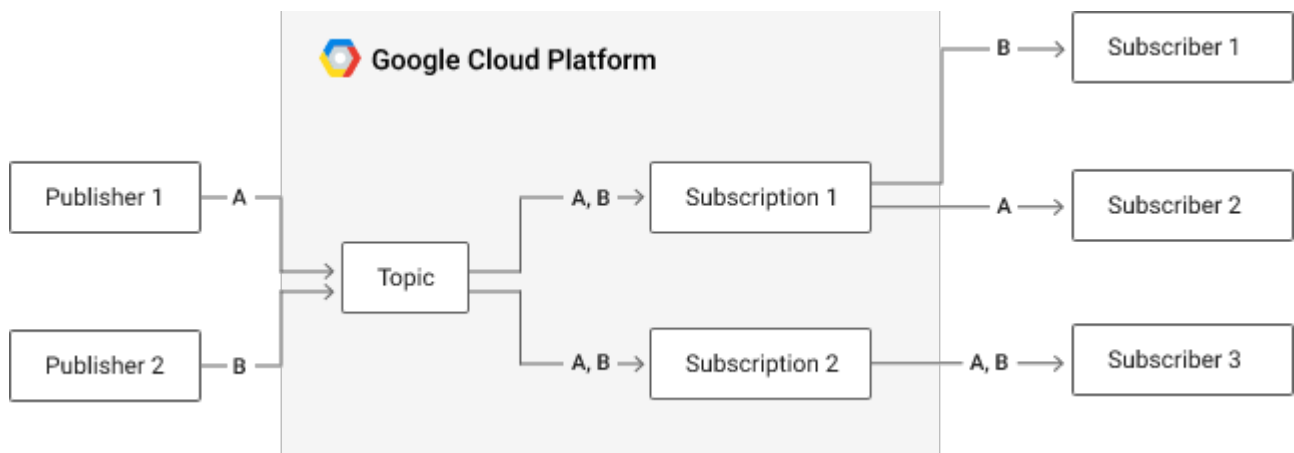 Google Cloud Platform
B
Subscriber 1
Publisher 1
A
A, B
Subscription 1
A
Subscriber 2
Topic
Publisher 2
B
A, B
Subscription 2
A, B
Subscriber 3